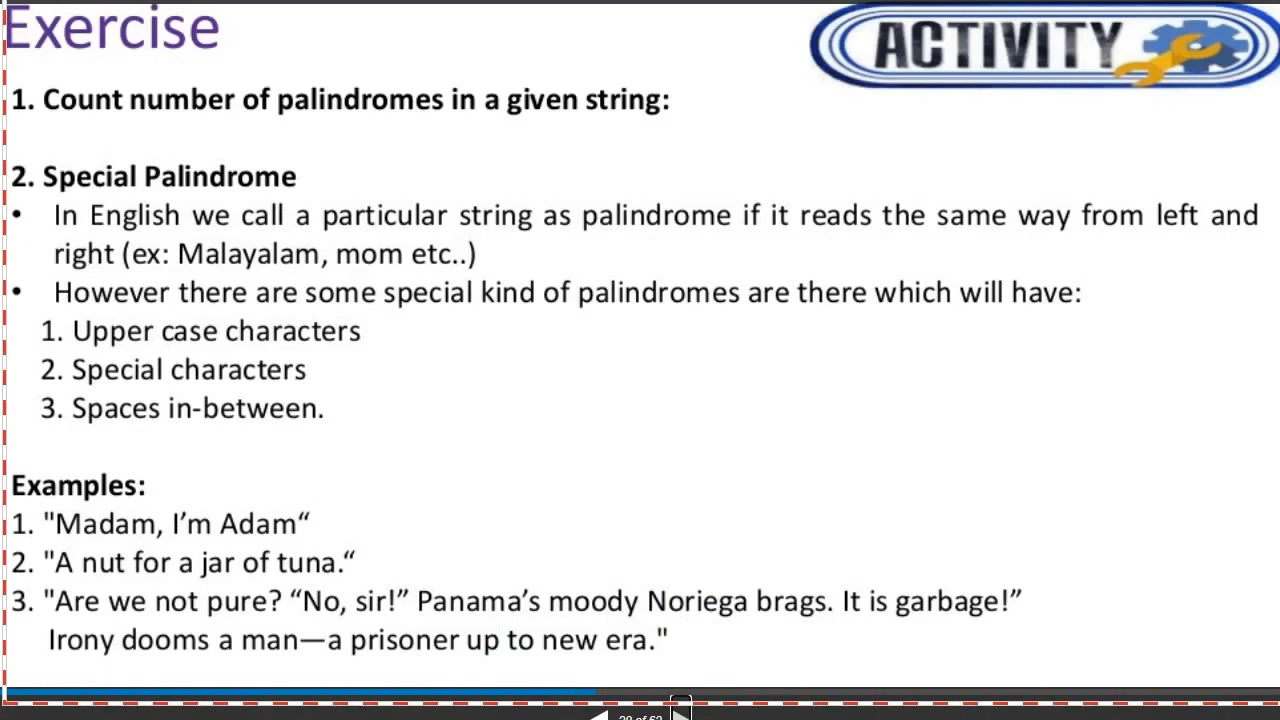 Exercise
ACTIVITY
1. Count number of palindromes in a given string:
2. Special Palindrome
• In English we call a particular string as palindrome if it reads the same way from left and
right (ex: Malayalam, mom etc..)
• However there are some special kind of palindromes are there which will have:
1. Upper case characters
2. Special characters
3. Spaces in-between.
Examples:
1. "Madam, I’m Adam“
2. "A nut for a jar of tuna.“
3. "Are we not pure? “No, sir!” Panama’s moody Noriega brags. It is garbage!”
Irony dooms a man—a prisoner up to new era."